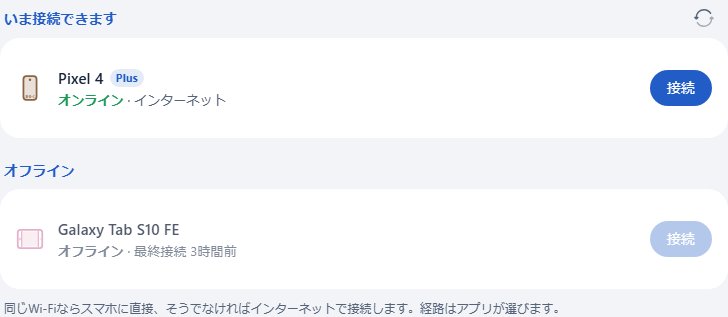 いま接続できます
Pixel 4 Plus
オンライン · インターネット
接続
オフライン
Galaxy Tab S10 FE
オフライン · 最終接続 3時間前
接続
同じWi-Fiならスマホに直接、そうでなければインターネットで接続します。経路はアプリが選びます。